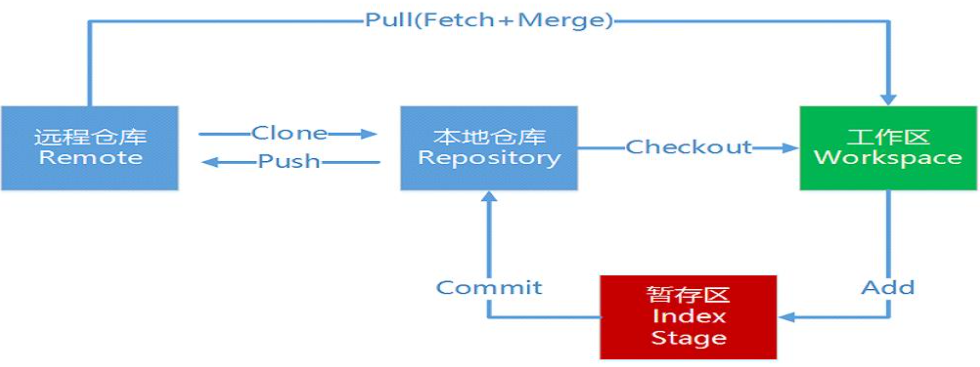 Pull(Fetch+Merge)
远程仓库
Remote
Clone
Push
本地仓库
Repository
Checkout
工作区
Workspace
Commit
暂存区
Index
Stage
Add